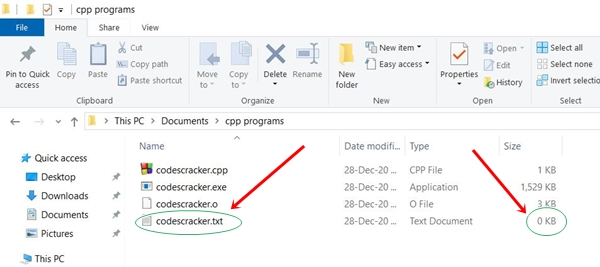 cpp programs
File Home Share View
Pin to Quick access
Copy
Paste
Cut
Copy path
Paste shortcut
Clipboard
Move to
Copy to
Delete
Rename
Organize
New folder
New item
Easy access
New
Properties
Open
Edit
History
Open
Select all
Select none
Invert selectio
Select
This PC > Documents > cpp programs
Name Date modifi... Type Size
Quick access
Desktop
Downloads
Documents
Pictures
This PC
codescracker.cpp 28-Dec-20 ... CPP File 1 KB
codescracker.exe 28-Dec-20 ... Application 1,529 KB
codescracker.o 28-Dec-20 ... O File 3 KB
codescracker.txt 28-Dec-20 ... Text Document 0 KB